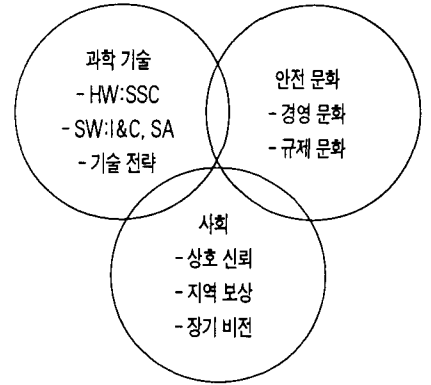 과학 기술
- HW:SSC
- SW:I&C, SA
- 기술 전략
안전 문화
- 경영 문화
- 규제 문화
사회
- 상호 신뢰
- 지역 보상
- 장기 비전